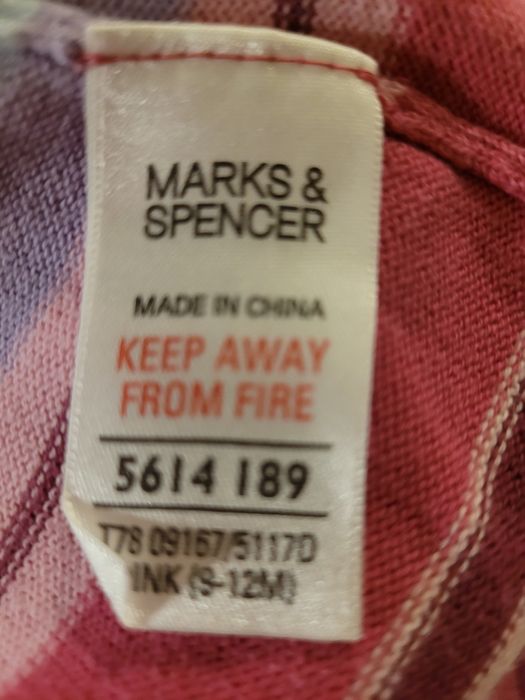 MARKS &
SPENCER
MADE IN CHINA
KEEP AWAY
FROM FIRE
5614 189
T78 09167/5117D
INK (9-12M)